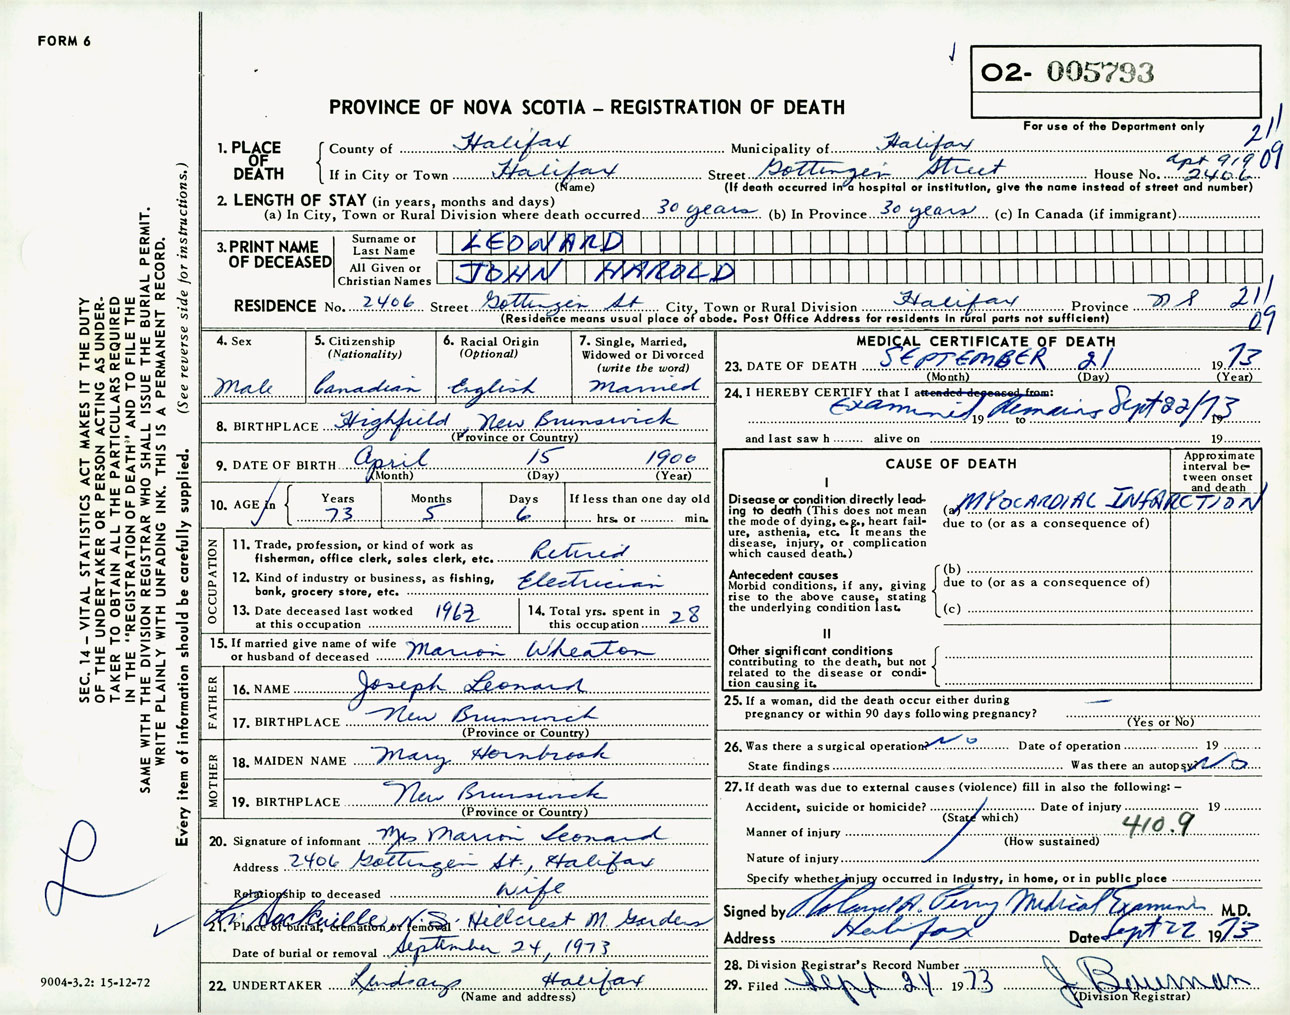 FORM 6
O2- 005793
PROVINCE OF NOVA SCOTIA – REGISTRATION OF DEATH
For use of the Department only
211
09
1. PLACE OF DEATH
County of Halifax Municipality of Halifax
If in City or Town Halifax Street Gottingen Street House No. apt 919 2406
(Name) (If death occurred in a hospital or institution, give the name instead of street and number)
2. LENGTH OF STAY (in years, months and days)
(a) In City, Town or Rural Division where death occurred 30 years (b) In Province 30 years (c) In Canada (if immigrant)
3. PRINT NAME OF DECEASED
Surname or Last Name LEONARD
All Given or Christian Names JOHN HAROLD
RESIDENCE No. 2406 Street Gottingen St City, Town or Rural Division Halifax Province N S
(Residence means usual place of abode. Post Office Address for residents in rural parts not sufficient)
211
09
4. Sex
Male
5. Citizenship
(Nationality)
Canadian
6. Racial Origin
(Optional)
English
7. Single, Married,
Widowed or Divorced
(write the word)
Married
8. BIRTHPLACE Highfield, New Brunswick
(Province or Country)
9. DATE OF BIRTH April 15 1900
(Month) (Day) (Year)
10. AGE in Years Months Days If less than one day old
73 5 6 hrs. or min.
OCCUPATION
11. Trade, profession, or kind of work as
fisherman, office clerk, sales clerk, etc. Retired
12. Kind of industry or business, as fishing,
bank, grocery store, etc. Electrician
13. Date deceased last worked
at this occupation 1962
14. Total yrs. spent in
this occupation 28
15. If married give name of wife
or husband of deceased Marion Wheaton
FATHER
16. NAME Joseph Leonard
17. BIRTHPLACE New Brunswick
(Province or Country)
MOTHER
18. MAIDEN NAME Mary Hornbrook
19. BIRTHPLACE New Brunswick
(Province or Country)
20. Signature of informant Mrs Marion Leonard
Address 2406 Gottingen St., Halifax
Relationship to deceased wife
21. Place of burial, cremation or removal Sackville, N.S. Hillcrest M. Gardens
Date of burial or removal September 24, 1973
22. UNDERTAKER Lindsays Halifax
(Name and address)
MEDICAL CERTIFICATE OF DEATH
23. DATE OF DEATH SEPTEMBER 21 1973
(Month) (Day) (Year)
24. I HEREBY CERTIFY that I attended deceased from:
Examined Remains Sept 22/73
19 to 19
and last saw h alive on 19
CAUSE OF DEATH
Approximate
interval be-
tween onset
and death
I
Disease or condition directly lead-
ing to death (This does not mean
the mode of dying, e.g., heart fail-
ure, asthenia, etc. It means the
disease, injury, or complication
which caused death.)
(a) MYOCARDIAL INFARCTION
due to (or as a consequence of)
Antecedent causes
Morbid conditions, if any, giving
rise to the above cause, stating
the underlying condition last.
(b)
due to (or as a consequence of)
(c)
II
Other significant conditions
contributing to the death, but not
related to the disease or condi-
tion causing it.
25. If a woman, did the death occur either during
pregnancy or within 90 days following pregnancy? –
(Yes or No)
26. Was there a surgical operation? No Date of operation 19
State findings Was there an autopsy? No
27. If death was due to external causes (violence) fill in also the following: –
Accident, suicide or homicide? Date of injury 19
(State which)
410.9
Manner of injury
(How sustained)
Nature of injury
Specify whether injury occurred in Industry, in home, or in public place
Signed by Roland A. Perry Medical Examiner M.D.
Address Halifax Date Sept 22 1973
28. Division Registrar's Record Number
29. Filed Sept 24 1973 J Bauman
(Division Registrar)
SEC. 14 – VITAL STATISTICS ACT MAKES IT THE DUTY
OF THE UNDERTAKER OR PERSON ACTING AS UNDER-
TAKER TO OBTAIN ALL THE PARTICULARS REQUIRED
IN THE "REGISTRATION OF DEATH" AND TO FILE THE
SAME WITH THE DIVISION REGISTRAR WHO SHALL ISSUE THE BURIAL PERMIT.
WRITE PLAINLY WITH UNFADING INK. THIS IS A PERMANENT RECORD.
Every item of information should be carefully supplied. (See reverse side for instructions.)
9004-3.2: 15-12-72